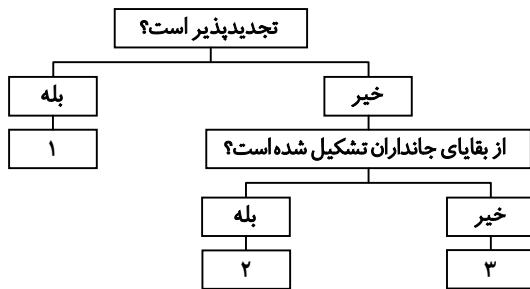 تجدیدپذیر است؟
خیر
بله
۱
از بقایای جانداران تشکیل شده‌است؟
خیر
بله
۳
۲